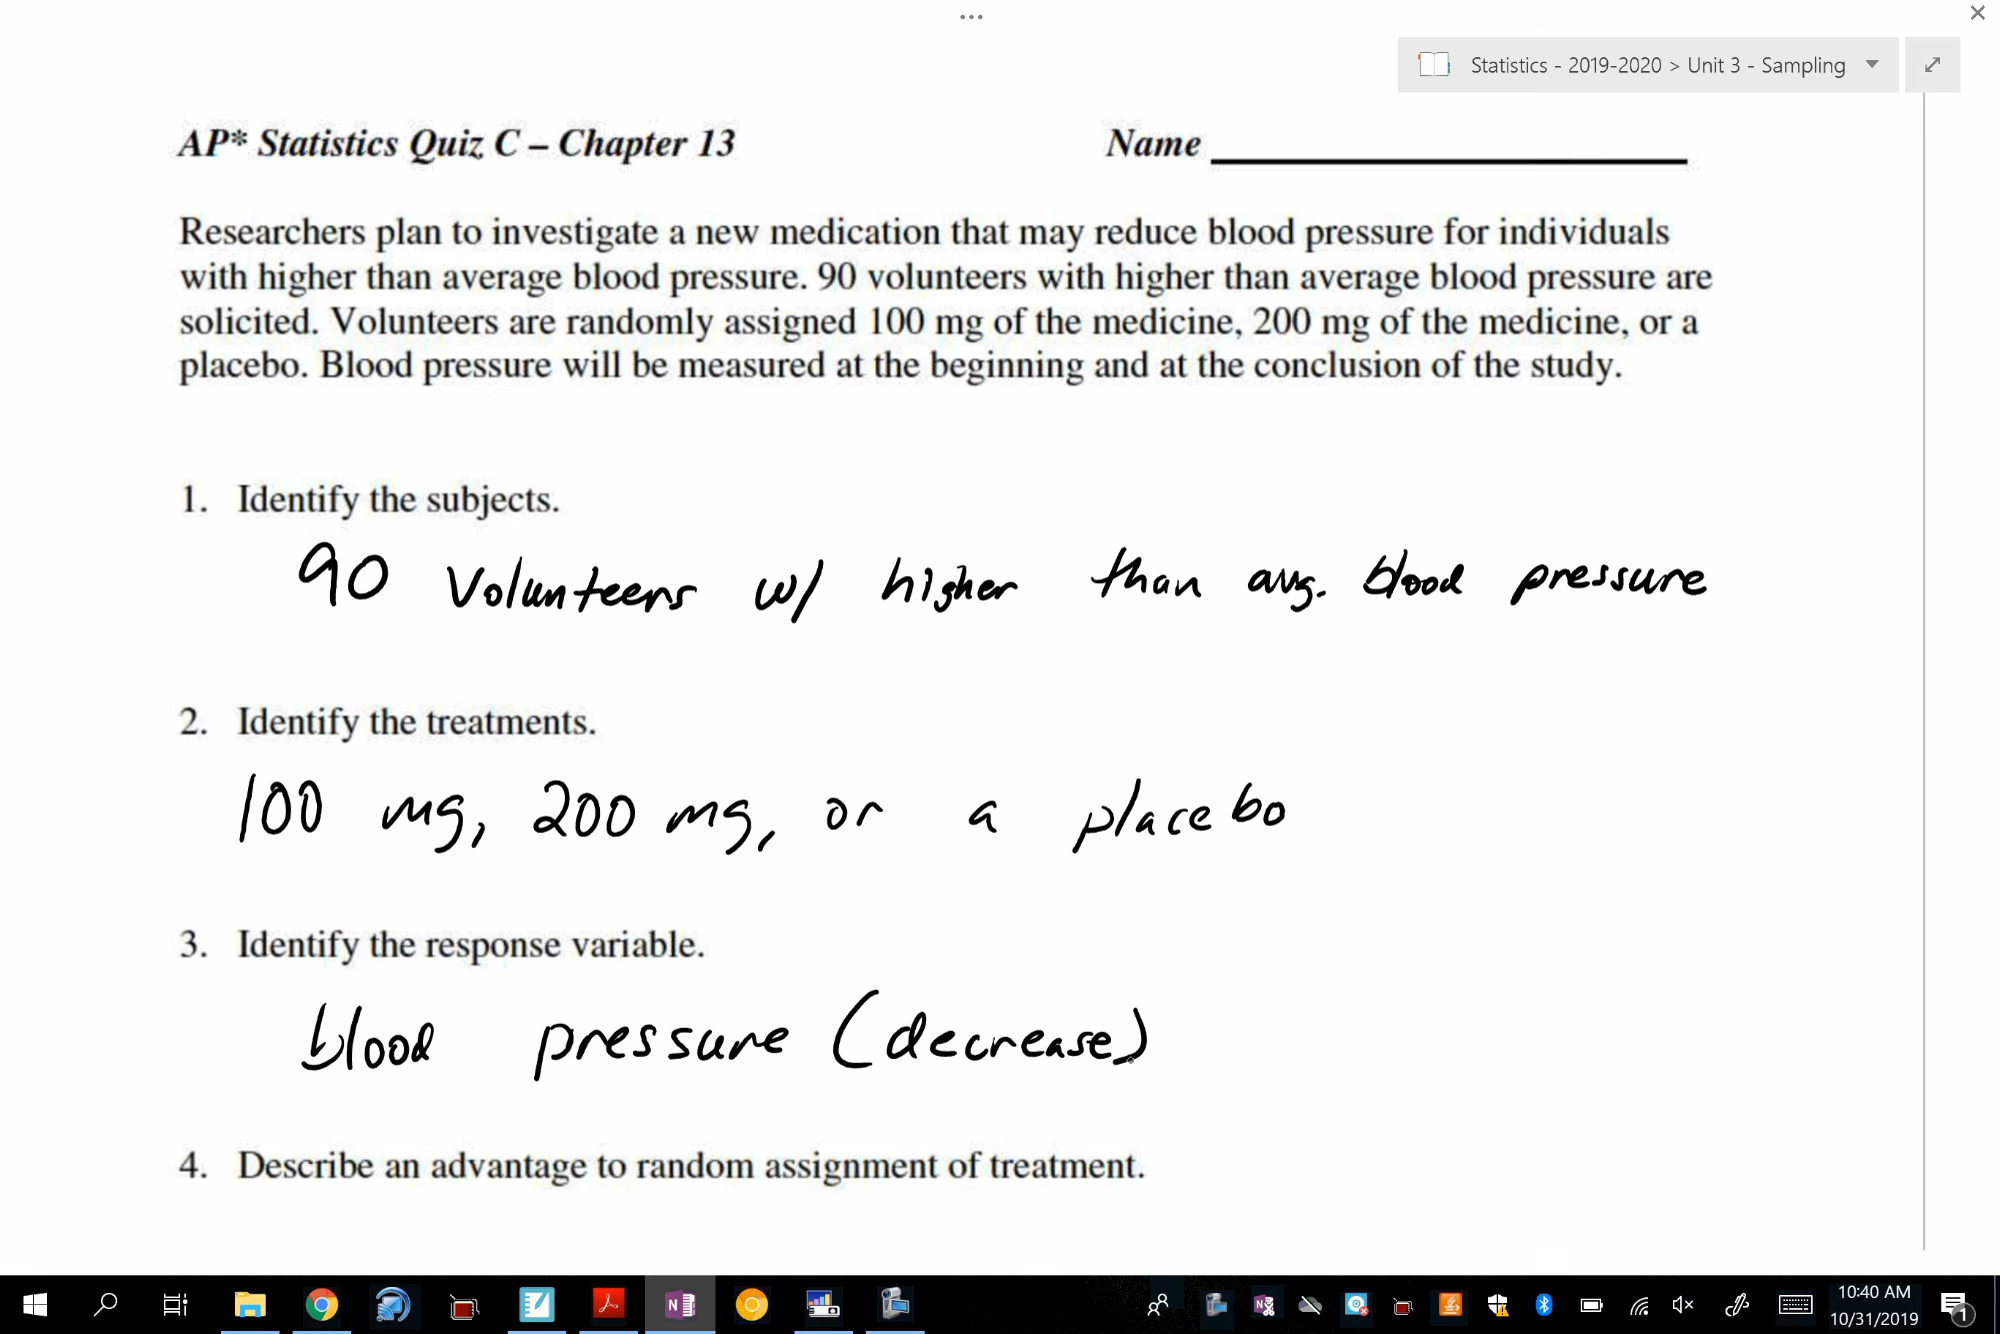 Statistics - 2019-2020 > Unit 3 - Sampling
AP* Statistics Quiz C – Chapter 13 Name
Researchers plan to investigate a new medication that may reduce blood pressure for individuals
with higher than average blood pressure. 90 volunteers with higher than average blood pressure are
solicited. Volunteers are randomly assigned 100 mg of the medicine, 200 mg of the medicine, or a
placebo. Blood pressure will be measured at the beginning and at the conclusion of the study.
1. Identify the subjects.
90 Volunteers w/ higher than avg. blood pressure
2. Identify the treatments.
100 mg, 200 mg, or a placebo
3. Identify the response variable.
blood pressure (decrease)
4. Describe an advantage to random assignment of treatment.
10:40 AM
10/31/2019
1